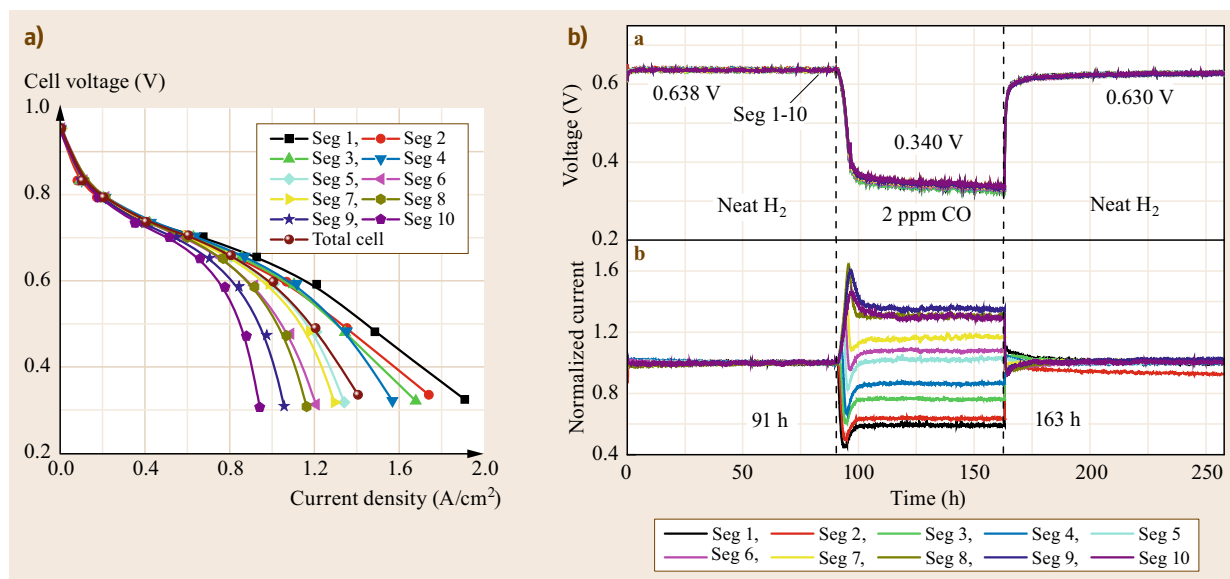 a)
Cell voltage (V)
1.0
0.8
0.6
0.4
0.2
0.0 0.4 0.8 1.2 1.6 2.0
Current density (A/cm²)
Seg 1, Seg 2
Seg 3, Seg 4
Seg 5, Seg 6
Seg 7, Seg 8
Seg 9, Seg 10
Total cell
b)
a
Voltage (V)
0.6
0.4
0.2
0.638 V
Seg 1-10
0.340 V
0.630 V
Neat H₂
2 ppm CO
Neat H₂
b
Normalized current
1.6
1.2
0.8
0.4
91 h
163 h
0 50 100 150 200 250
Time (h)
Seg 1, Seg 2, Seg 3, Seg 4, Seg 5
Seg 6, Seg 7, Seg 8, Seg 9, Seg 10